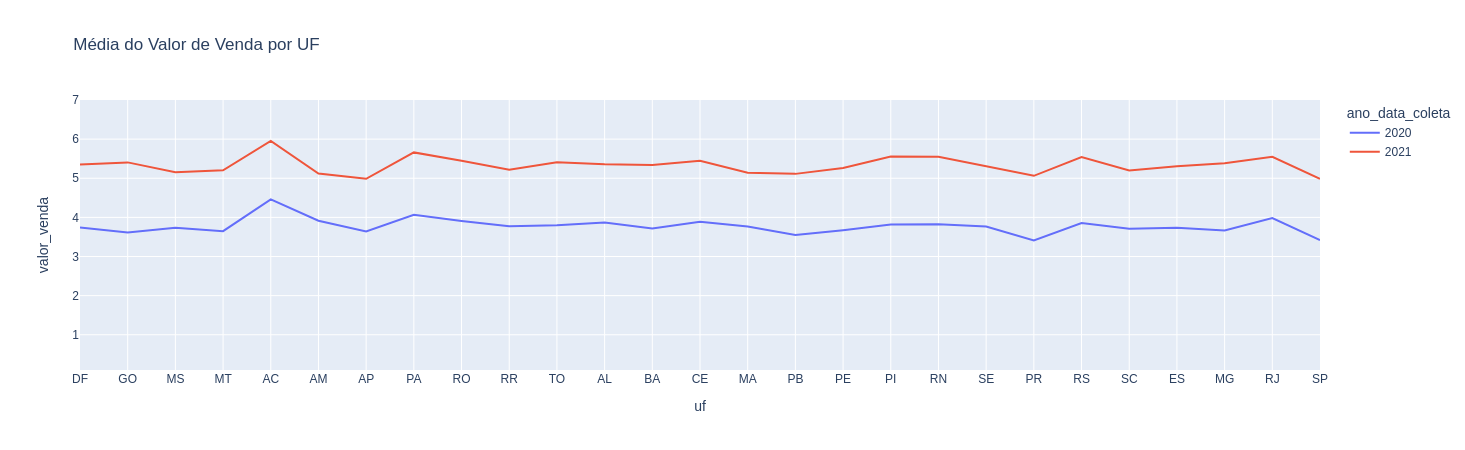 Média do Valor de Venda por UF
7
6
5
4
3
2
1
valor_venda
DF GO MS MT AC AM AP PA RO RR TO AL BA CE MA PB PE PI RN SE PR RS SC ES MG RJ SP
uf
ano_data_coleta
2020
2021